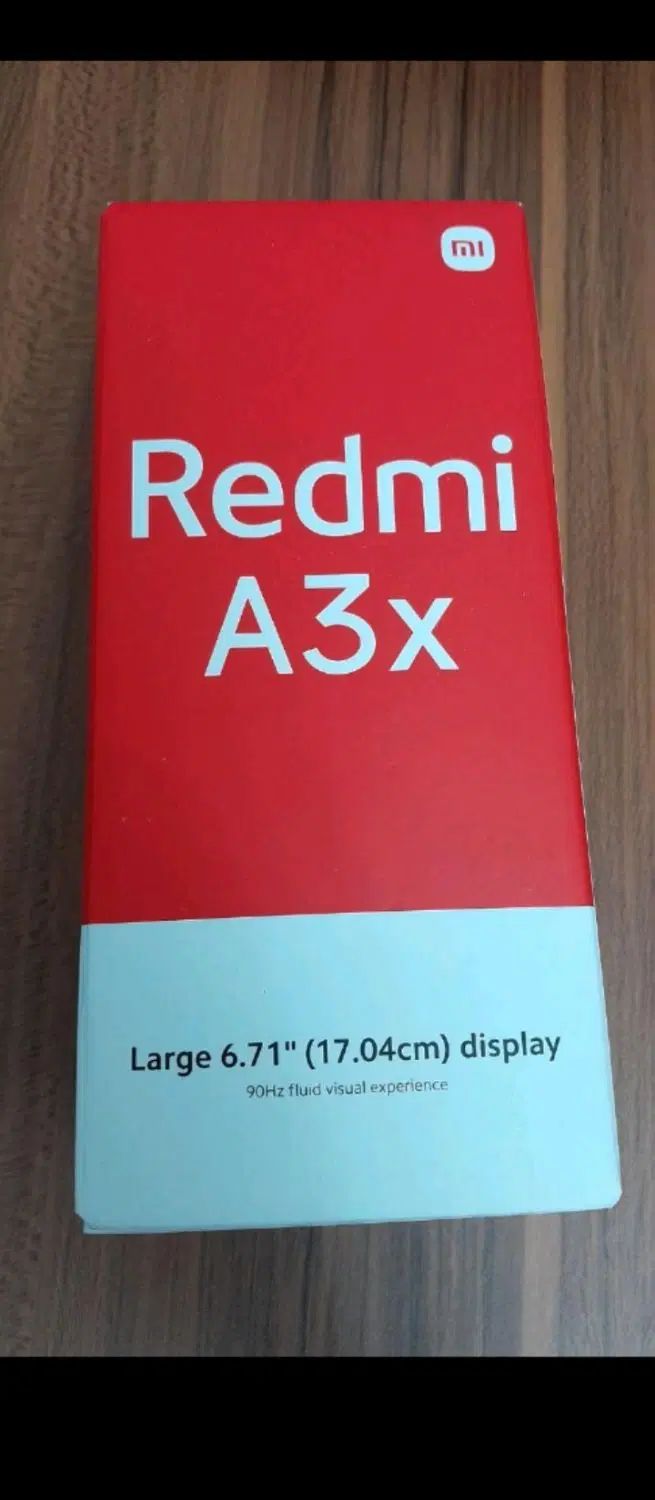 mi
Redmi
A3x
Large 6.71" (17.04cm) display
90Hz fluid visual experience